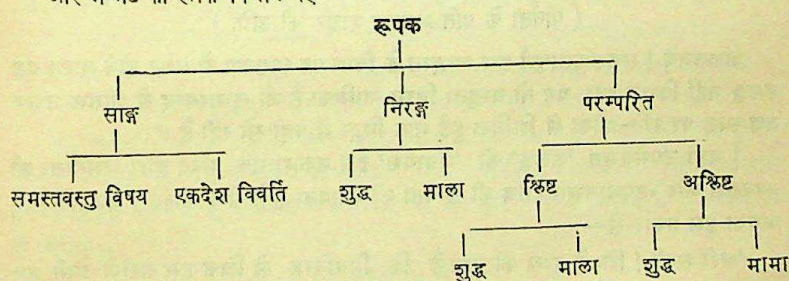 रूपक
साङ्ग निरङ्ग परम्परित
समस्तवस्तु विषय एकदेश विवर्ति शुद्ध माला श्लिष्ट अश्लिष्ट
शुद्ध माला शुद्ध मामा